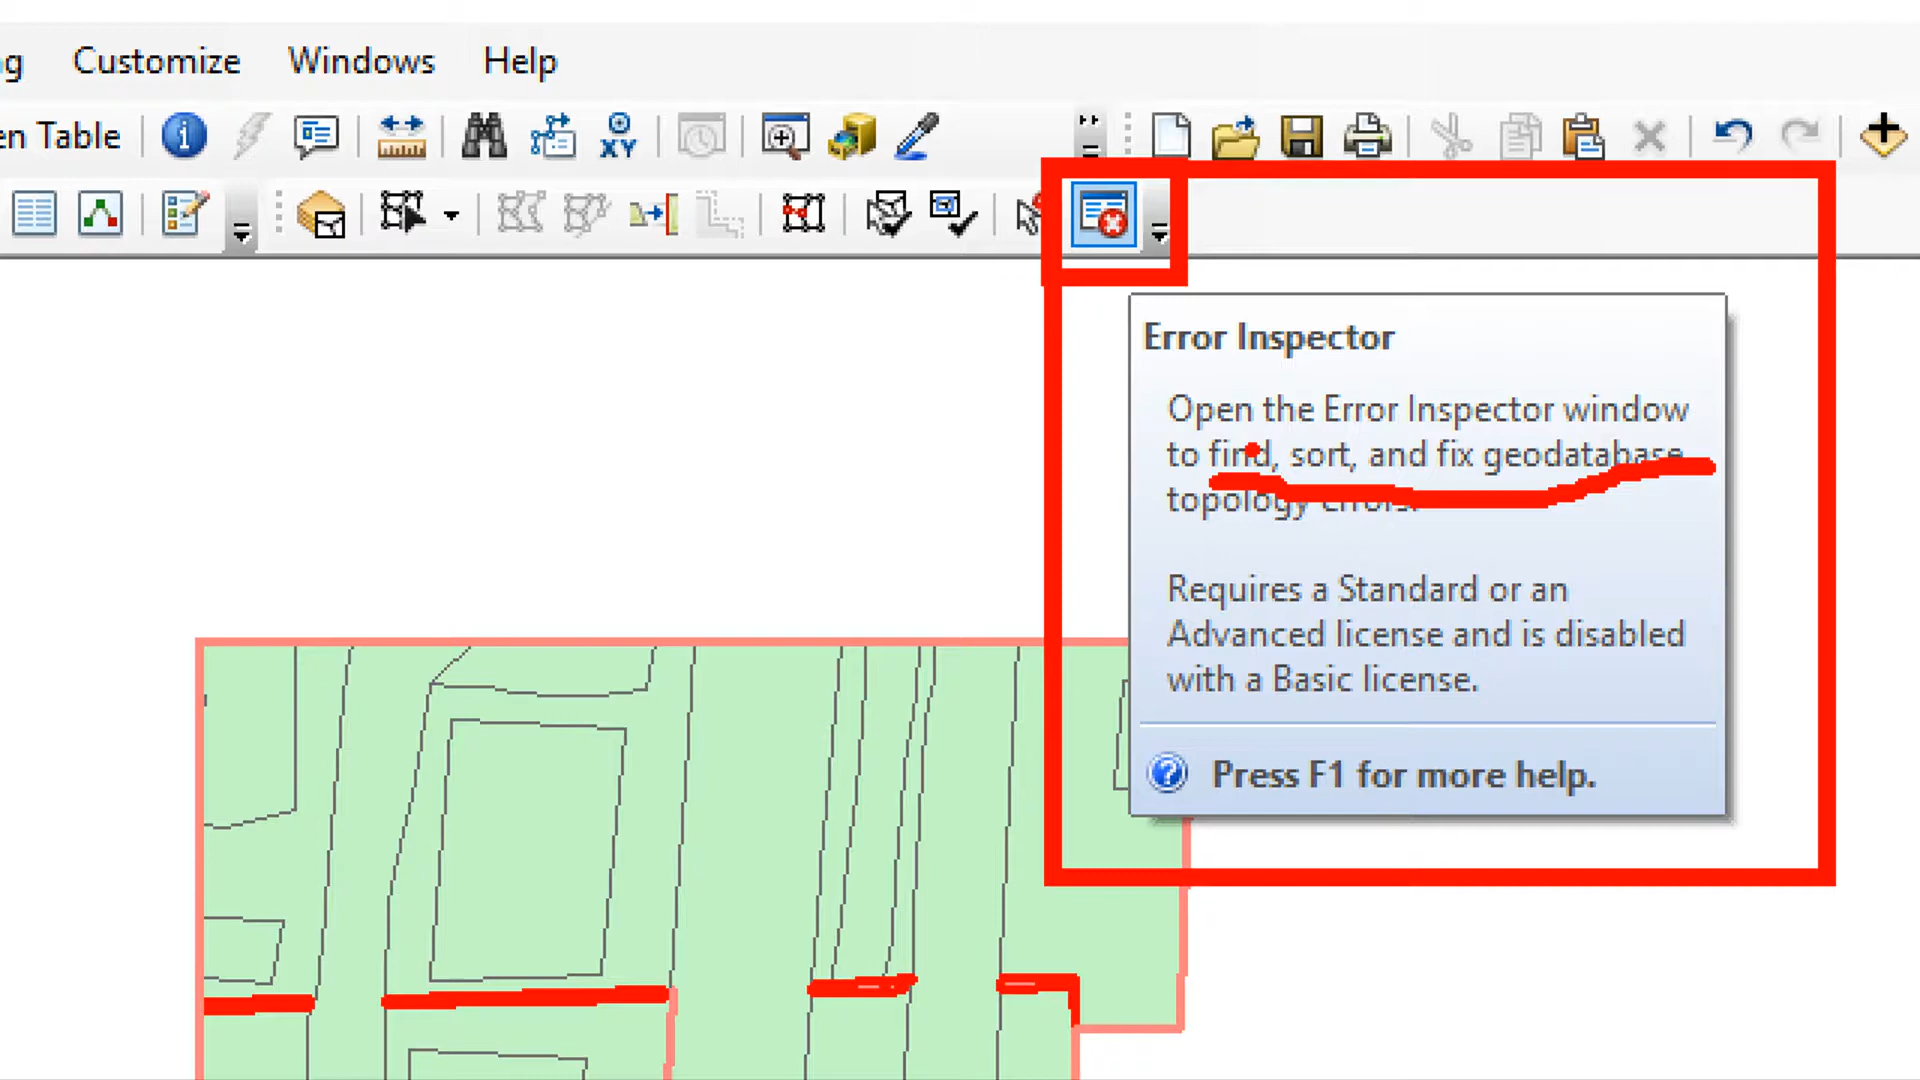 g Customize Windows Help
en Table
XY
Error Inspector
Open the Error Inspector window
to find, sort, and fix geodatabase
topology errors.
Requires a Standard or an
Advanced license and is disabled
with a Basic license.
Press F1 for more help.